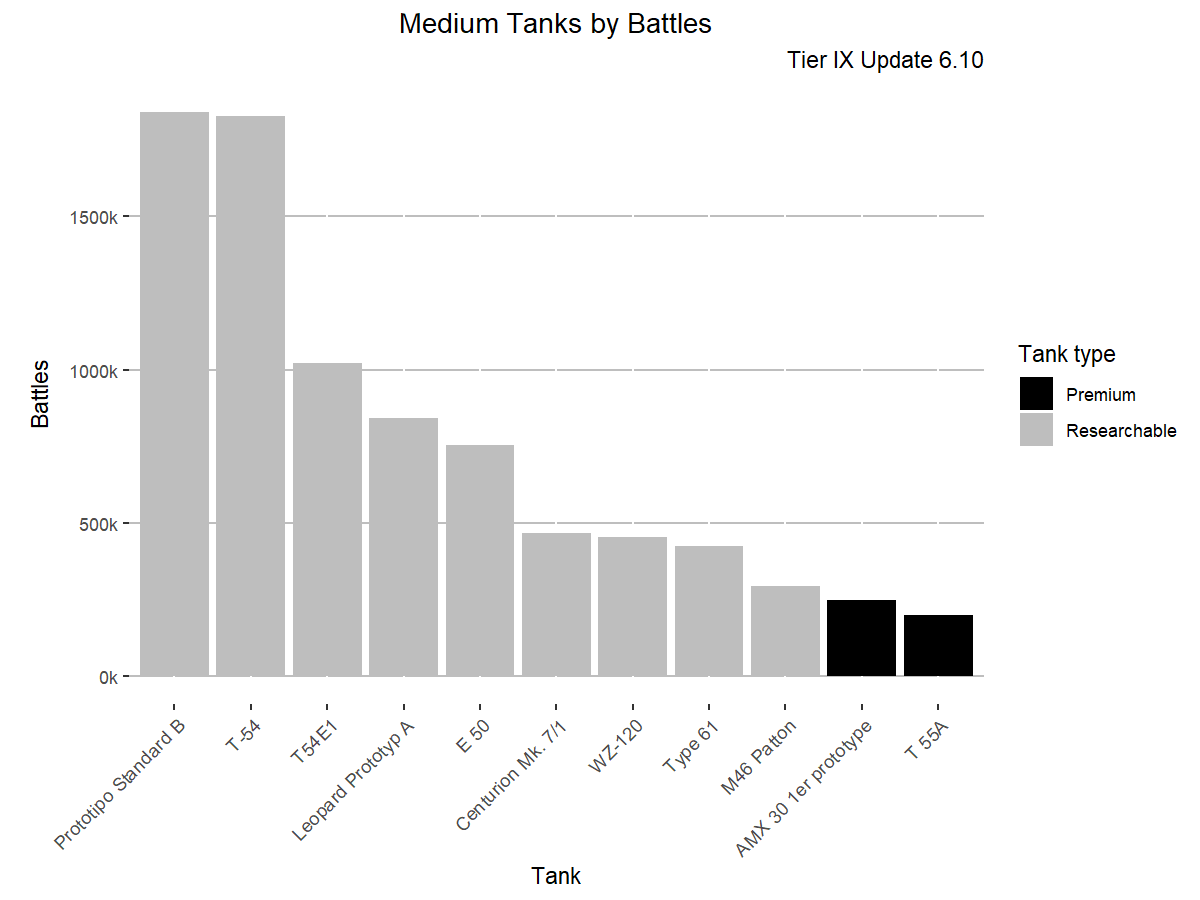 Medium Tanks by Battles
Tier IX Update 6.10
Battles
1500k
1000k
500k
0k
Prototipo Standard B
T-54
T54E1
Leopard Prototyp A
E 50
Centurion Mk. 7/1
WZ-120
Type 61
M46 Patton
AMX 30 1er prototype
T 55A
Tank
Tank type
Premium
Researchable